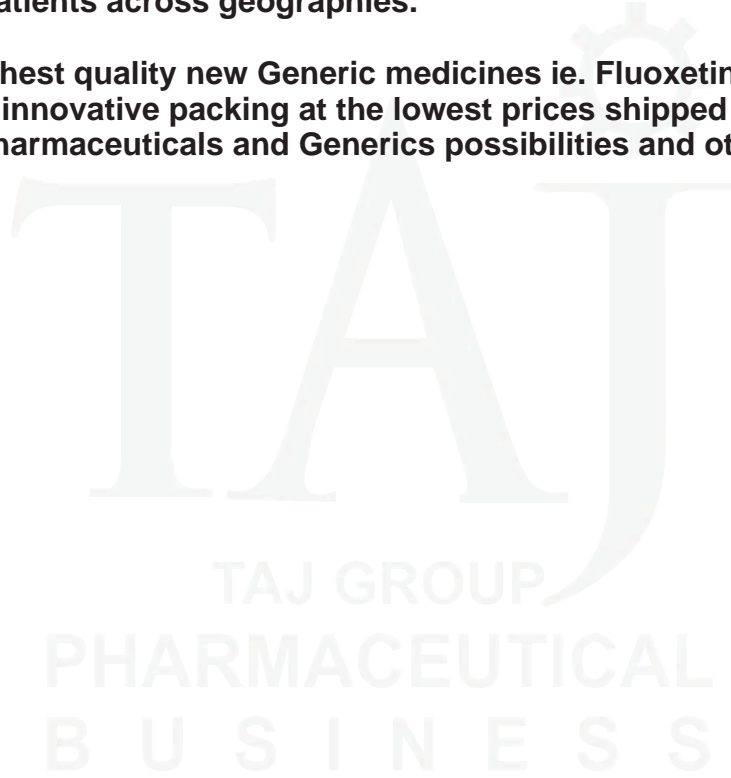 atients across geographies.
hest quality new Generic medicines ie. Fluoxetin
innovative packing at the lowest prices shipped
harmaceuticals and Generics possibilities and ot
TAJ
TAJ GROUP
PHARMACEUTICAL
BUSINESS